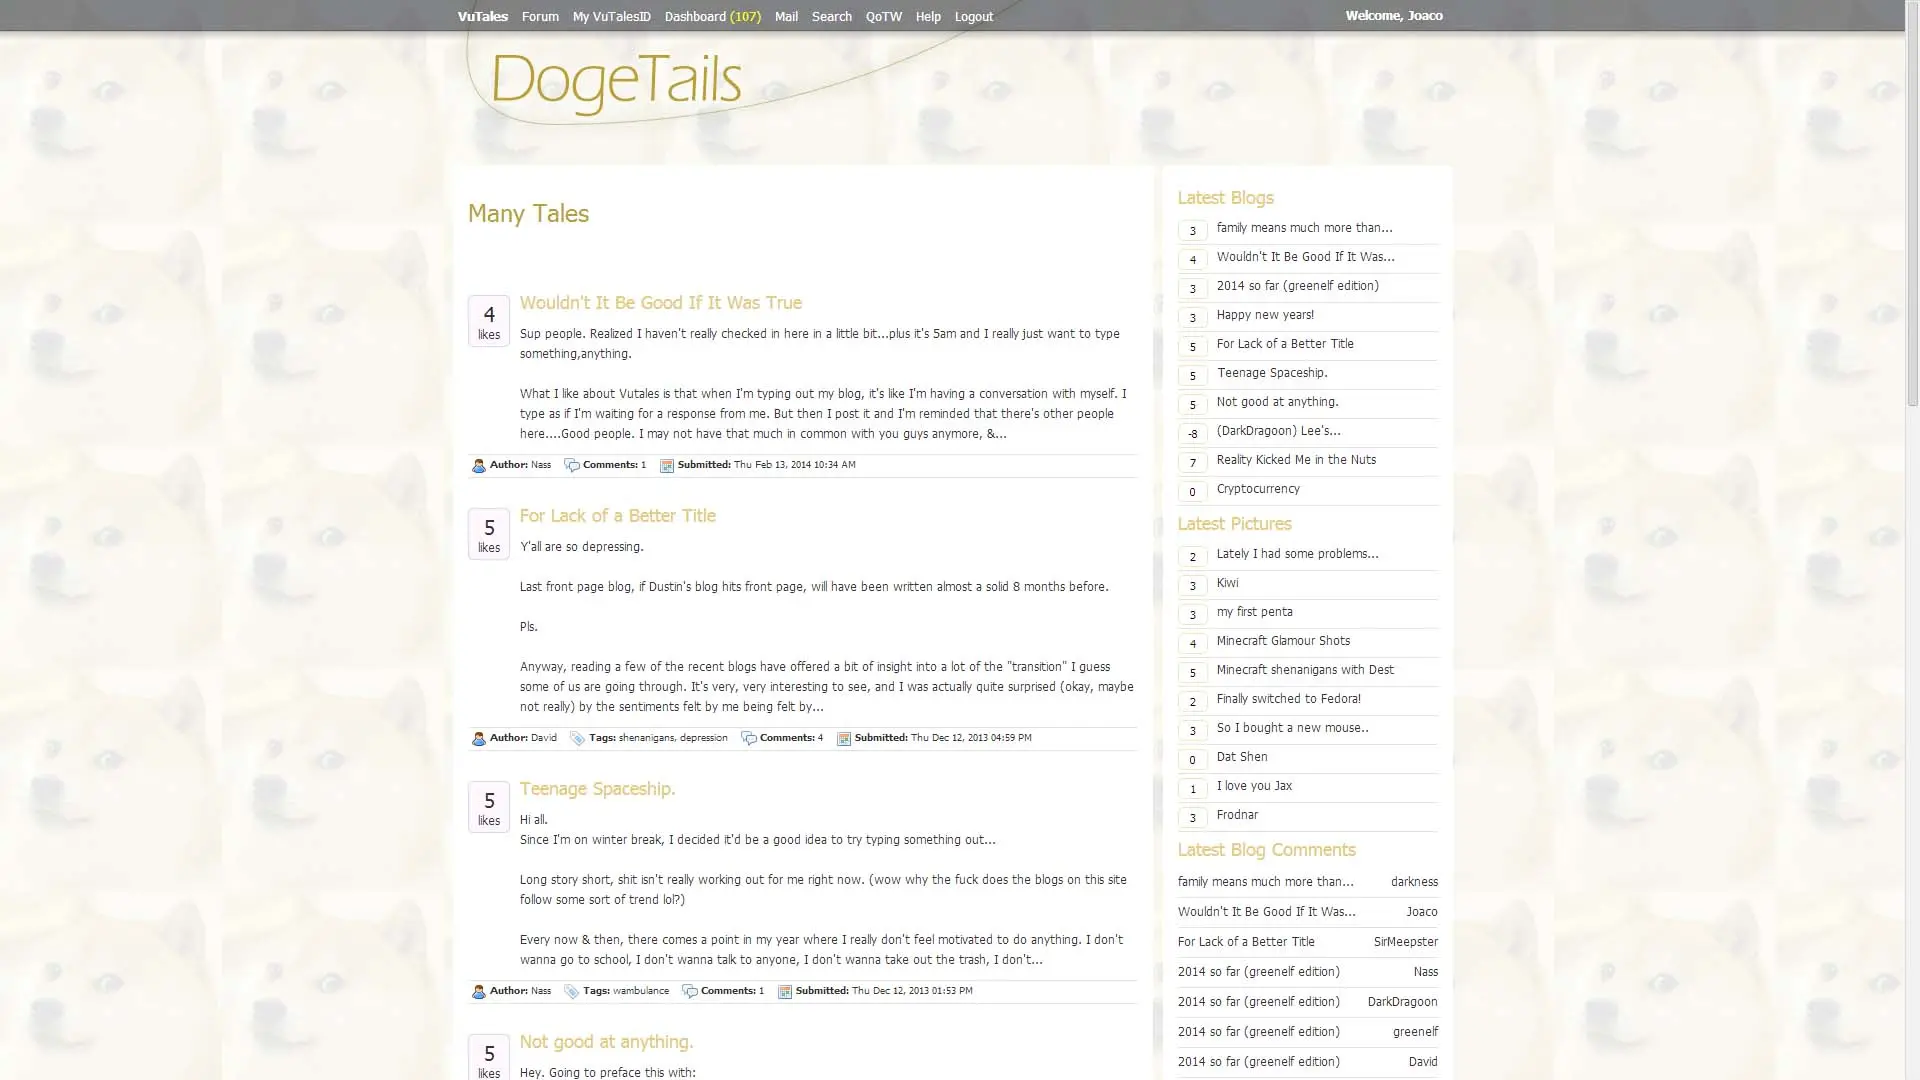 VuTales Forum My VuTalesID Dashboard (107) Mail Search QoTW Help Logout Welcome, Joaco
DogeTails
Many Tales
4
likes
Wouldn't It Be Good If It Was True
Sup people. Realized I haven't really checked in here in a little bit...plus it's 5am and I really just want to type
something,anything.
What I like about Vutales is that when I'm typing out my blog, it's like I'm having a conversation with myself. I
type as if I'm waiting for a response from me. But then I post it and I'm reminded that there's other people
here....Good people. I may not have that much in common with you guys anymore, &...
Author: Nass Comments: 1 Submitted: Thu Feb 13, 2014 10:34 AM
5
likes
For Lack of a Better Title
Y'all are so depressing.
Last front page blog, if Dustin's blog hits front page, will have been written almost a solid 8 months before.
Pls.
Anyway, reading a few of the recent blogs have offered a bit of insight into a lot of the "transition" I guess
some of us are going through. It's very, very interesting to see, and I was actually quite surprised (okay, maybe
not really) by the sentiments felt by me being felt by...
Author: David Tags: shenanigans, depression Comments: 4 Submitted: Thu Dec 12, 2013 04:59 PM
5
likes
Teenage Spaceship.
Hi all.
Since I'm on winter break, I decided it'd be a good idea to try typing something out...
Long story short, shit isn't really working out for me right now. (wow why the fuck does the blogs on this site
follow some sort of trend lol?)
Every now & then, there comes a point in my year where I really don't feel motivated to do anything. I don't
wanna go to school, I don't wanna talk to anyone, I don't wanna take out the trash, I don't...
Author: Nass Tags: wambulance Comments: 1 Submitted: Thu Dec 12, 2013 01:53 PM
5
likes
Not good at anything.
Hey. Going to preface this with:
Latest Blogs
3 family means much more than...
4 Wouldn't It Be Good If It Was...
3 2014 so far (greenelf edition)
3 Happy new years!
5 For Lack of a Better Title
5 Teenage Spaceship.
5 Not good at anything.
-8 (DarkDragoon) Lee's...
7 Reality Kicked Me in the Nuts
0 Cryptocurrency
Latest Pictures
2 Lately I had some problems...
3 Kiwi
3 my first penta
4 Minecraft Glamour Shots
5 Minecraft shenanigans with Dest
2 Finally switched to Fedora!
3 So I bought a new mouse..
0 Dat Shen
1 I love you Jax
3 Frodnar
Latest Blog Comments
family means much more than... darkness
Wouldn't It Be Good If It Was... Joaco
For Lack of a Better Title SirMeepster
2014 so far (greenelf edition) Nass
2014 so far (greenelf edition) DarkDragoon
2014 so far (greenelf edition) greenelf
2014 so far (greenelf edition) David